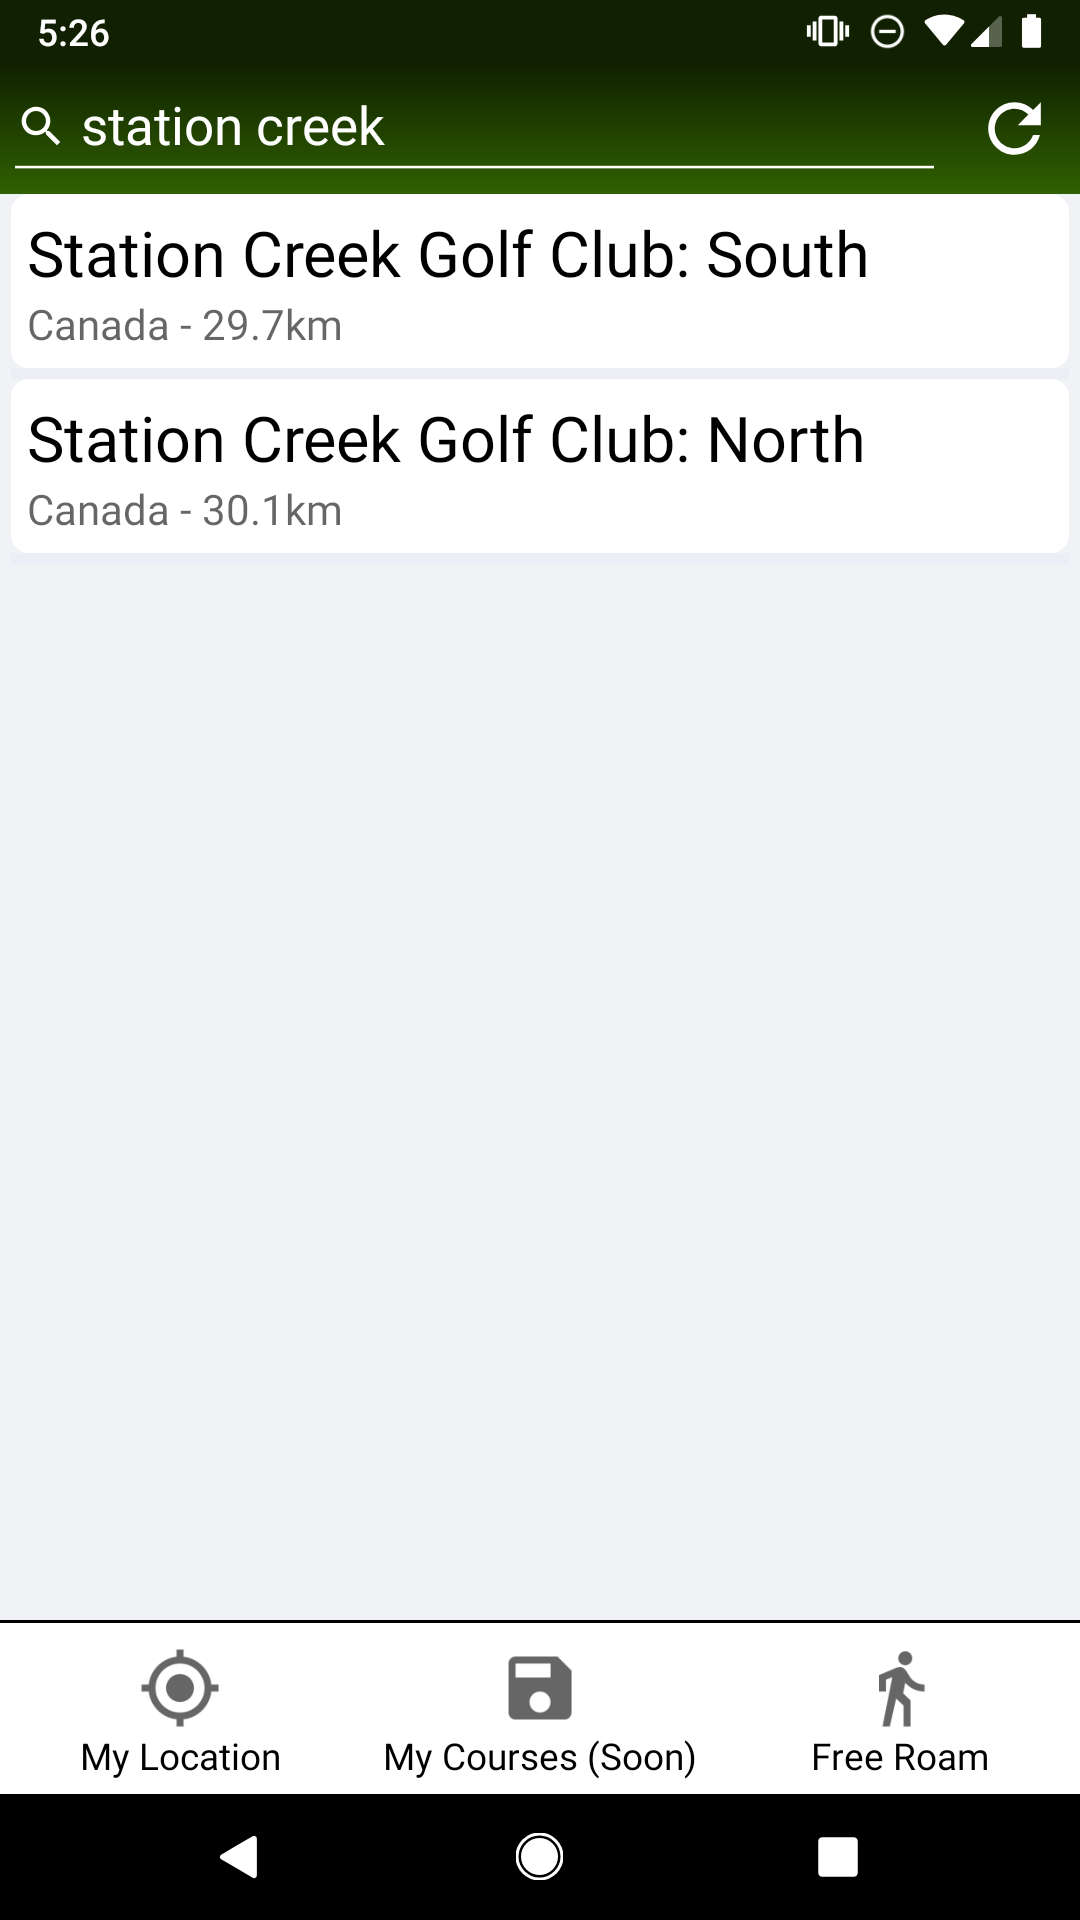 5:26
station creek
Station Creek Golf Club: South
Canada - 29.7km
Station Creek Golf Club: North
Canada - 30.1km
My Location
My Courses (Soon)
Free Roam